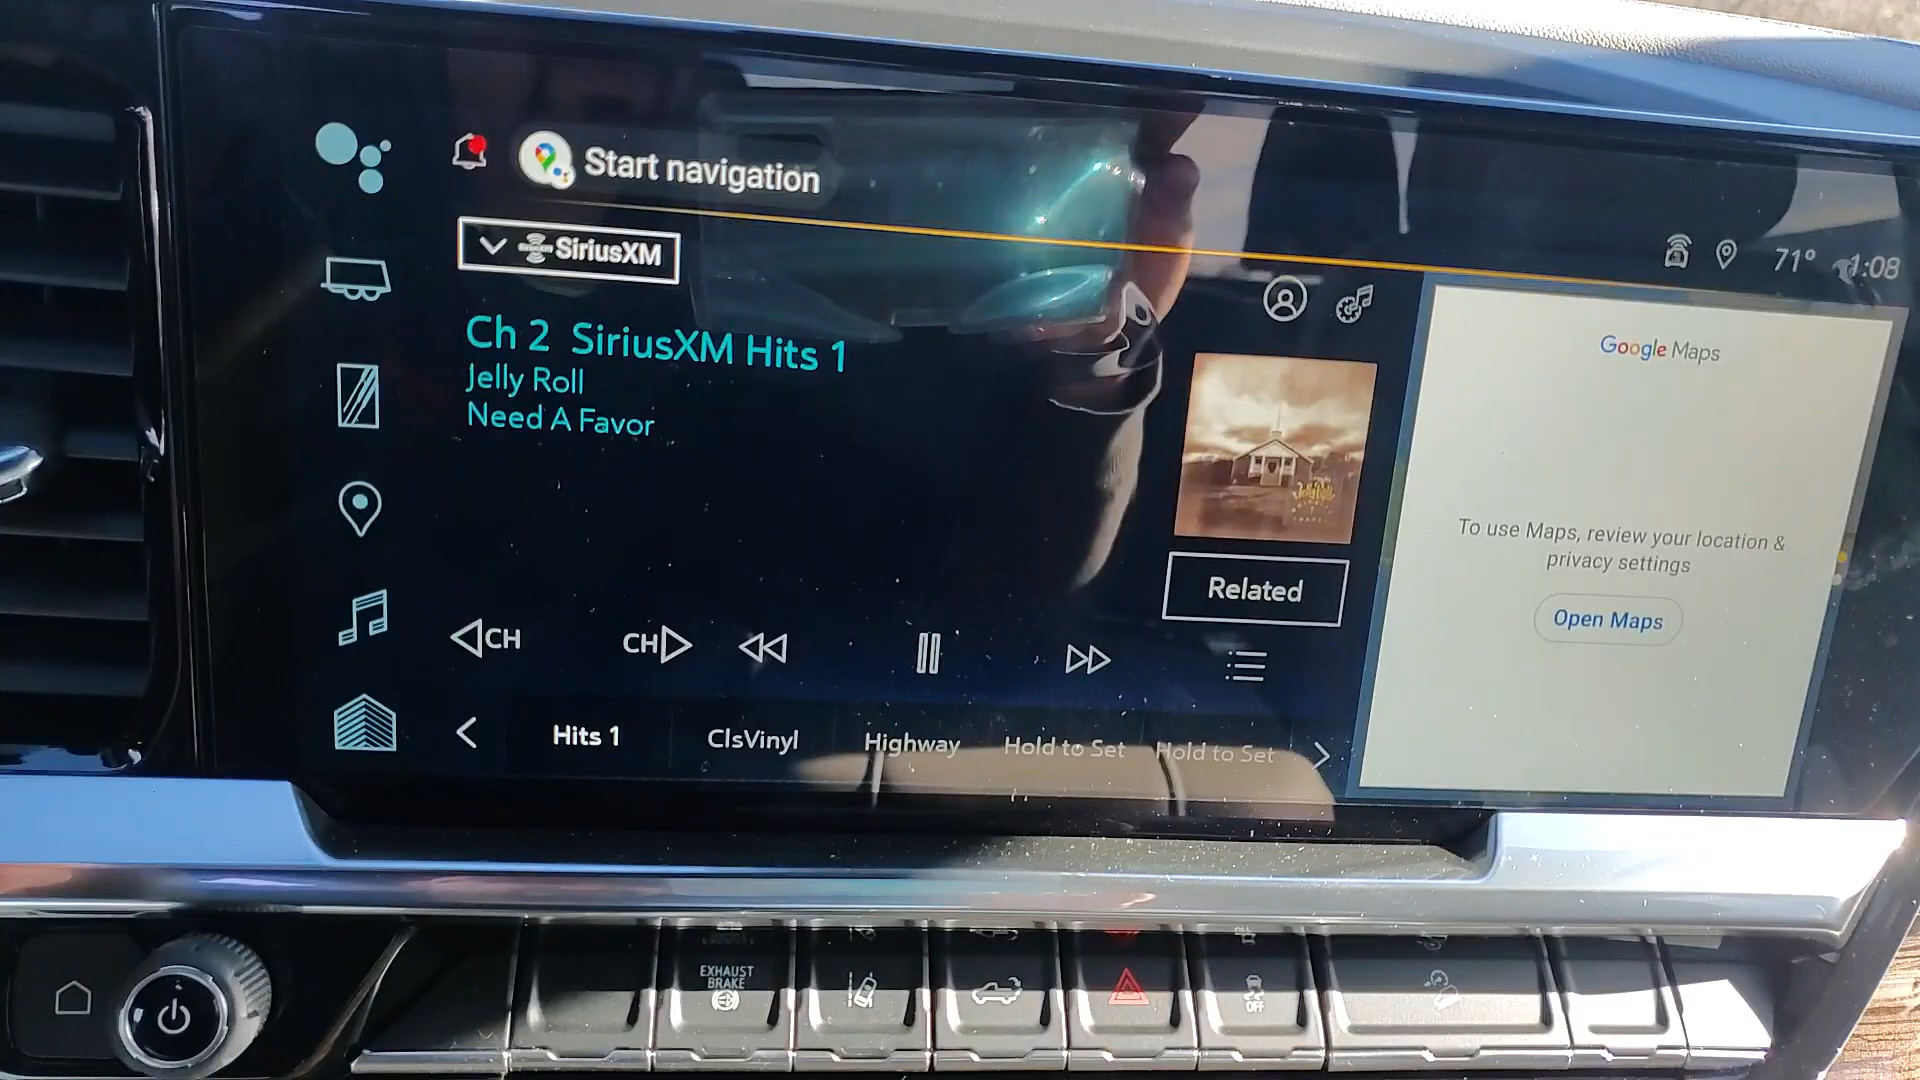 Start navigation
SiriusXM
71° 1:08
Ch 2 SiriusXM Hits 1
Jelly Roll
Need A Favor
Google Maps
To use Maps, review your location &
privacy settings
Open Maps
Jelly Roll
Related
CH
CH
Hits 1
ClsVinyl
Highway
Hold to Set
Hold to Set
EXHAUST
BRAKE
OFF